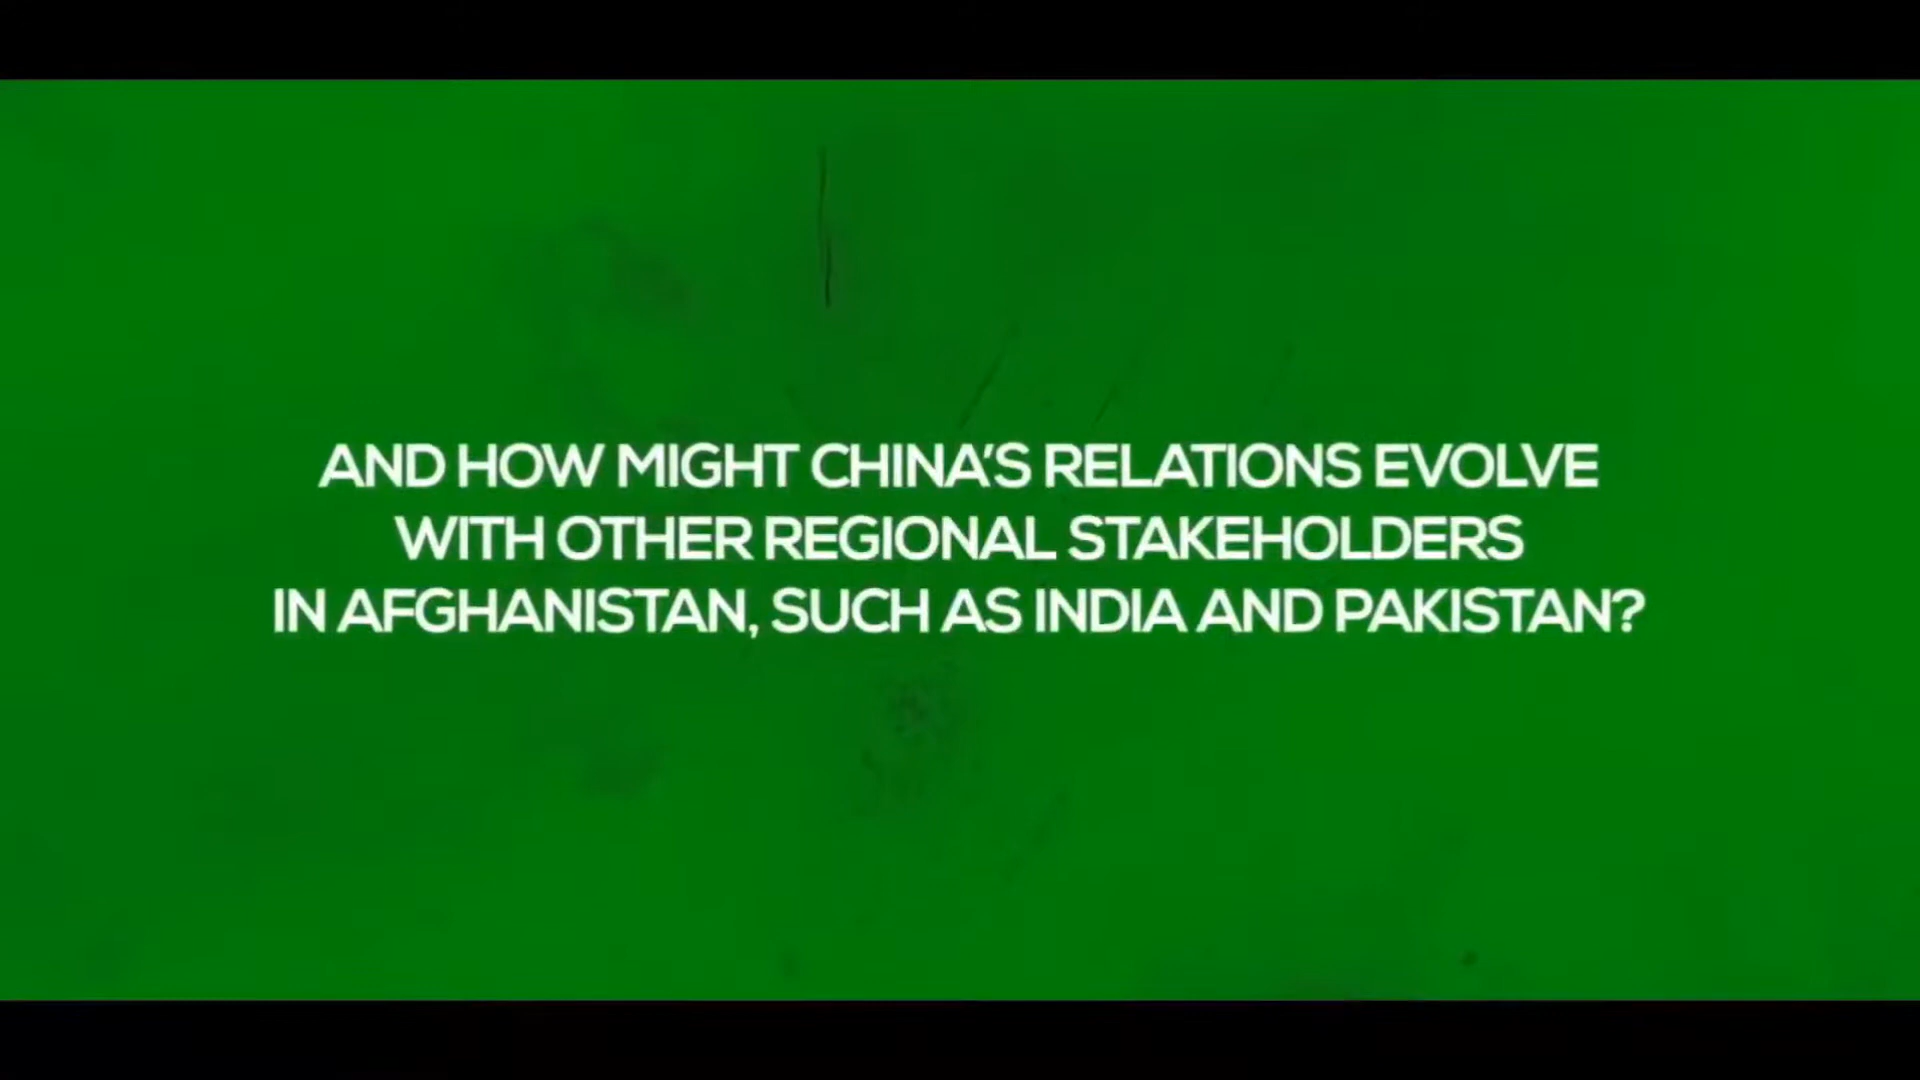 AND HOW MIGHT CHINA'S RELATIONS EVOLVE
WITH OTHER REGIONAL STAKEHOLDERS
IN AFGHANISTAN, SUCH AS INDIA AND PAKISTAN?